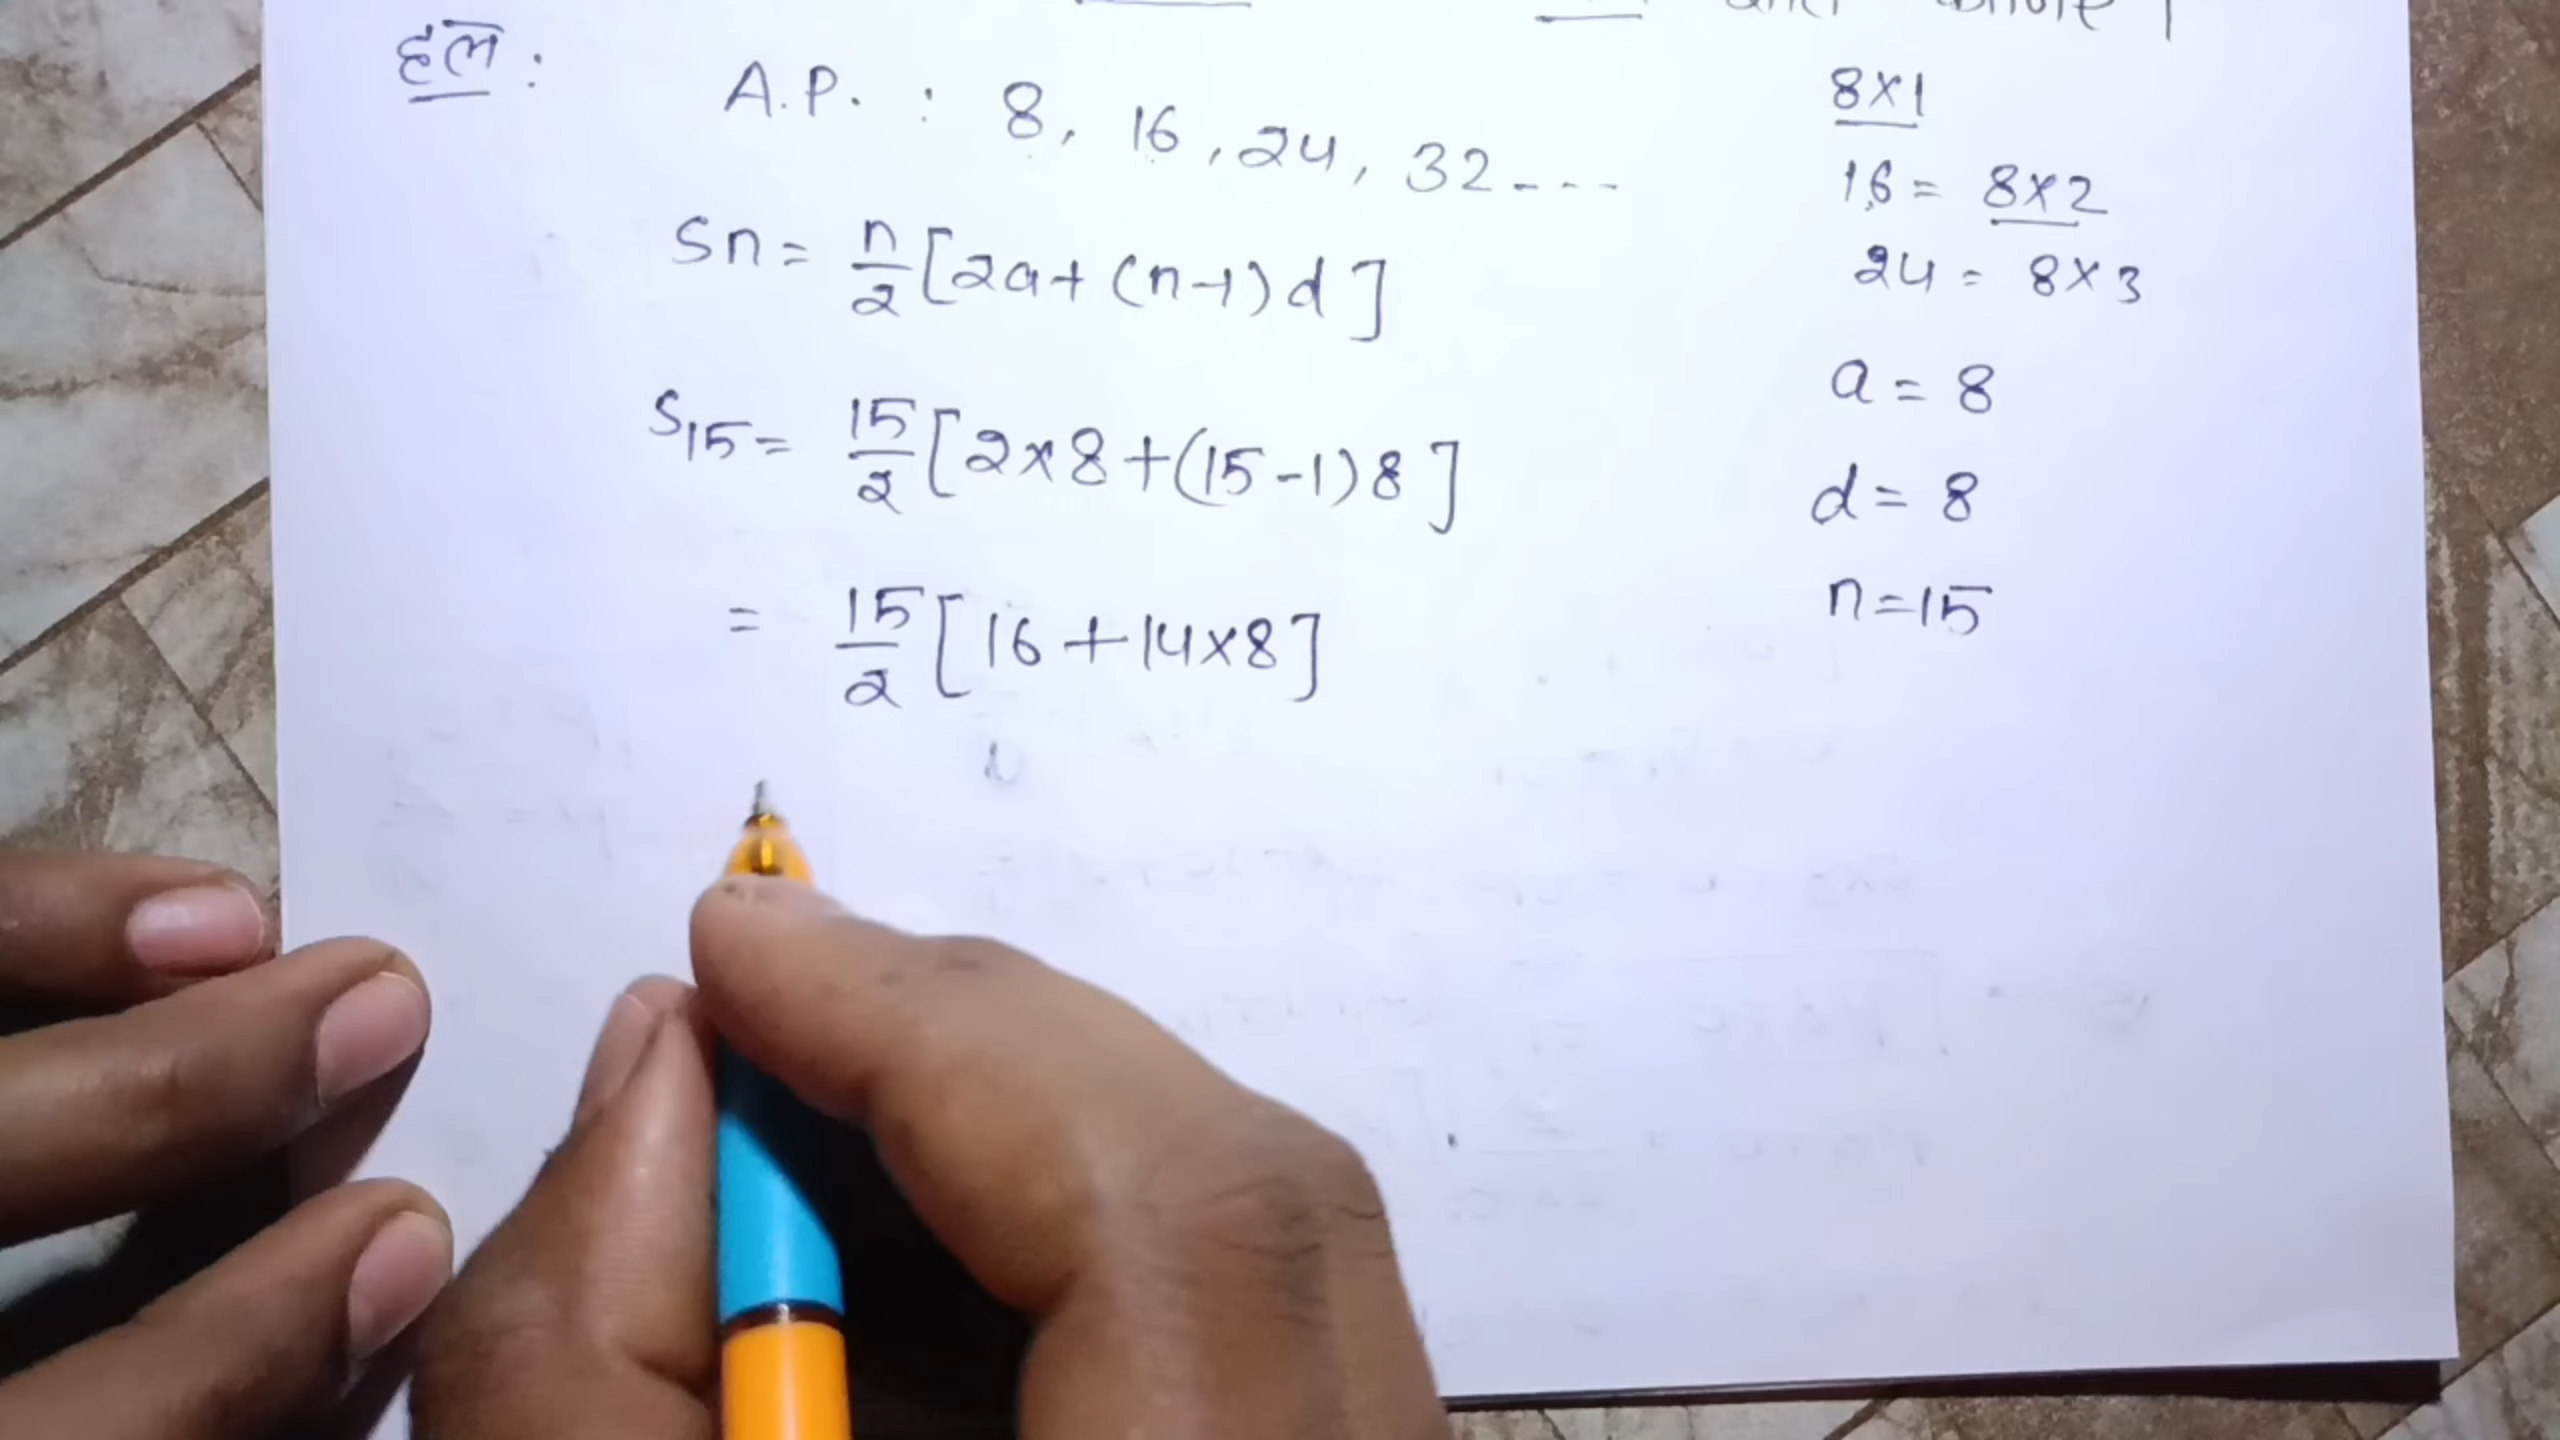 हल :
A.P. : 8, 16, 24, 32----
Sn = n/2 [2a+(n-1)d]
S15 = 15/2 [2×8+(15-1)8]
= 15/2 [16+14×8]
8×1
16 = 8×2
24 = 8×3
a = 8
d = 8
n=15